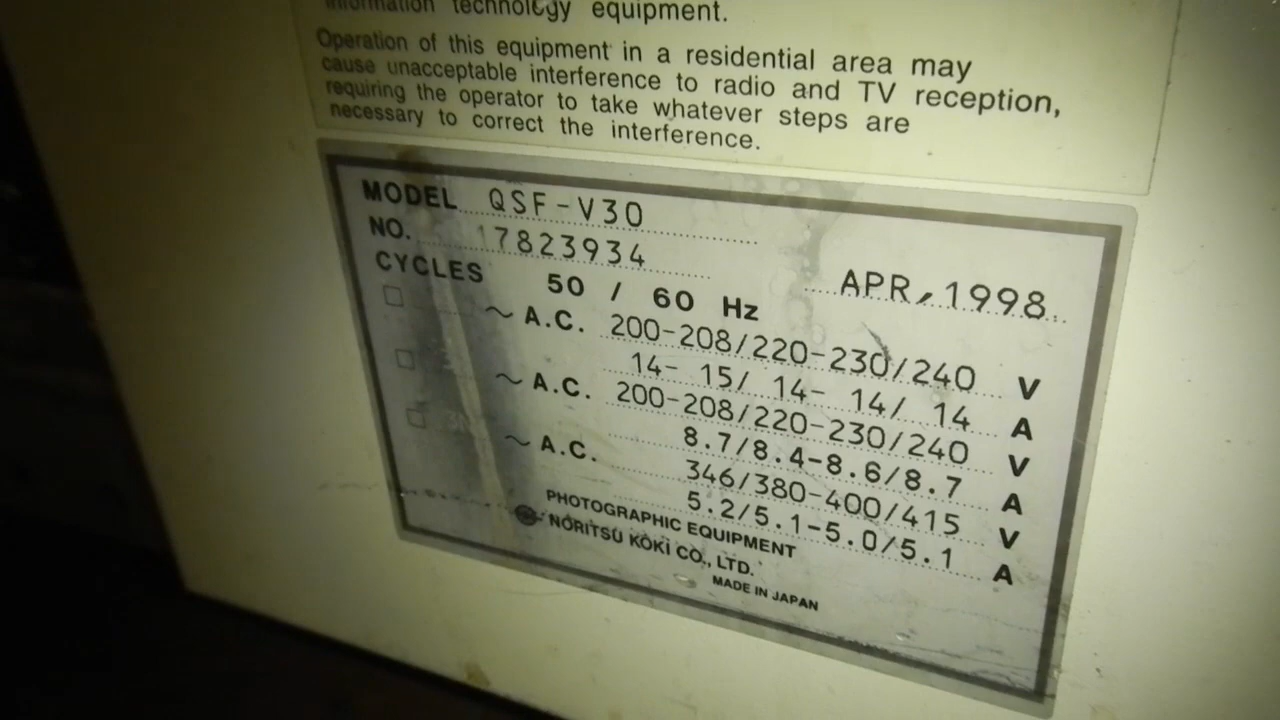 information technology equipment.
Operation of this equipment in a residential area may
cause unacceptable interference to radio and TV reception,
requiring the operator to take whatever steps are
necessary to correct the interference.
MODEL QSF-V30
NO. 17823934
APR,1998
CYCLES 50 / 60 Hz
~ A.C. 200-208/220-230/240 V
14- 15/ 14- 14/ 14 A
~ A.C. 200-208/220-230/240 V
8.7/8.4-8.6/8.7 A
~ A.C. 346/380-400/415 V
5.2/5.1-5.0/5.1 A
PHOTOGRAPHIC EQUIPMENT
NORITSU KOKI CO., LTD.
MADE IN JAPAN